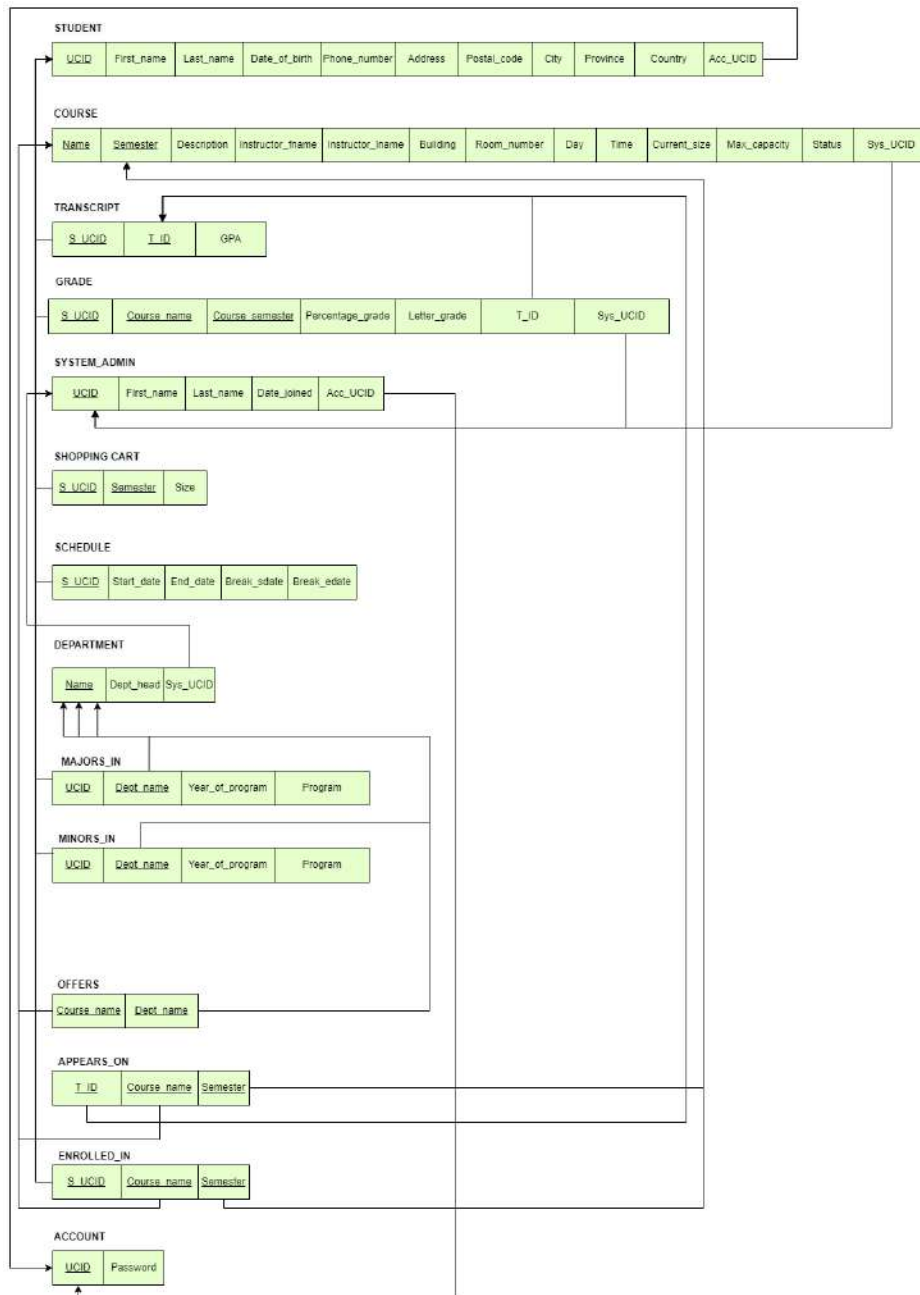 STUDENT
UCID First_name Last_name Date_of_birth Phone_number Address Postal_code City Province Country Acc_UCID
COURSE
Name Semester Description Instructor_fname Instructor_lname Building Room_number Day Time Current_size Max_capacity Status Sys_UCID
TRANSCRIPT
S_UCID T_ID GPA
GRADE
S_UCID Course_name Course_semester Percentage_grade Letter_grade T_ID Sys_UCID
SYSTEM_ADMIN
UCID First_name Last_name Date_joined Acc_UCID
SHOPPING CART
S_UCID Semester Size
SCHEDULE
S_UCID Start_date End_date Break_sdate Break_edate
DEPARTMENT
Name Dept_head Sys_UCID
MAJORS_IN
UCID Dept_name Year_of_program Program
MINORS_IN
UCID Dept_name Year_of_program Program
OFFERS
Course_name Dept_name
APPEARS_ON
T_ID Course_name Semester
ENROLLED_IN
S_UCID Course_name Semester
ACCOUNT
UCID Password